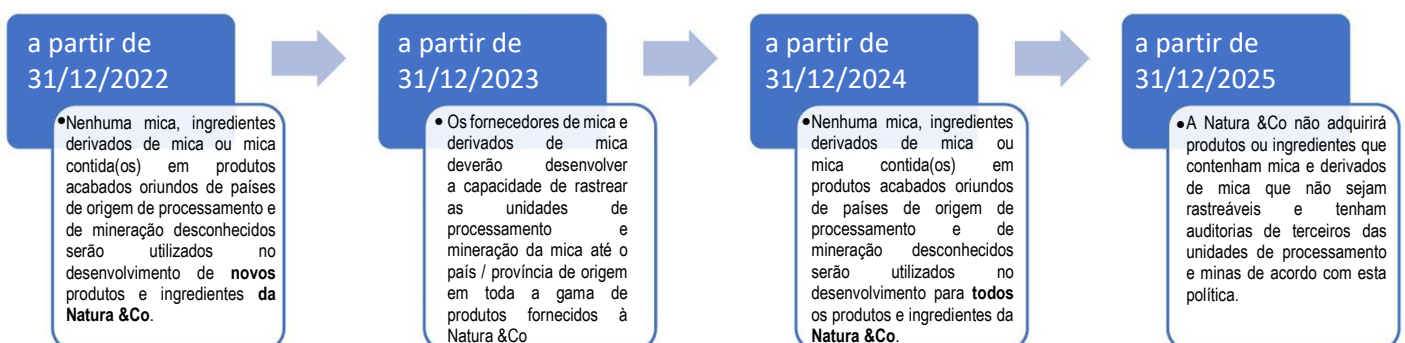 a partir de
31/12/2022
•Nenhuma mica, ingredientes
derivados de mica ou mica
contida(os) em produtos
acabados oriundos de países
de origem de processamento e
de mineração desconhecidos
serão utilizados no
desenvolvimento de novos
produtos e ingredientes da
Natura &Co.
a partir de
31/12/2023
• Os fornecedores de mica e
derivados de mica
deverão desenvolver
a capacidade de rastrear
as unidades de
processamento e
mineração da mica até o
país / província de origem
em toda a gama de
produtos fornecidos à
Natura &Co
a partir de
31/12/2024
•Nenhuma mica, ingredientes
derivados de mica ou
mica contida(os) em
produtos acabados oriundos
de países de origem de
processamento e de
mineração desconhecidos
serão utilizados no
desenvolvimento para todos
os produtos e ingredientes da
Natura &Co.
a partir de
31/12/2025
•A Natura &Co não adquirirá
produtos ou ingredientes que
contenham mica e derivados
de mica que não sejam
rastreáveis e tenham
auditorias de terceiros das
unidades de processamento
e minas de acordo com esta
política.